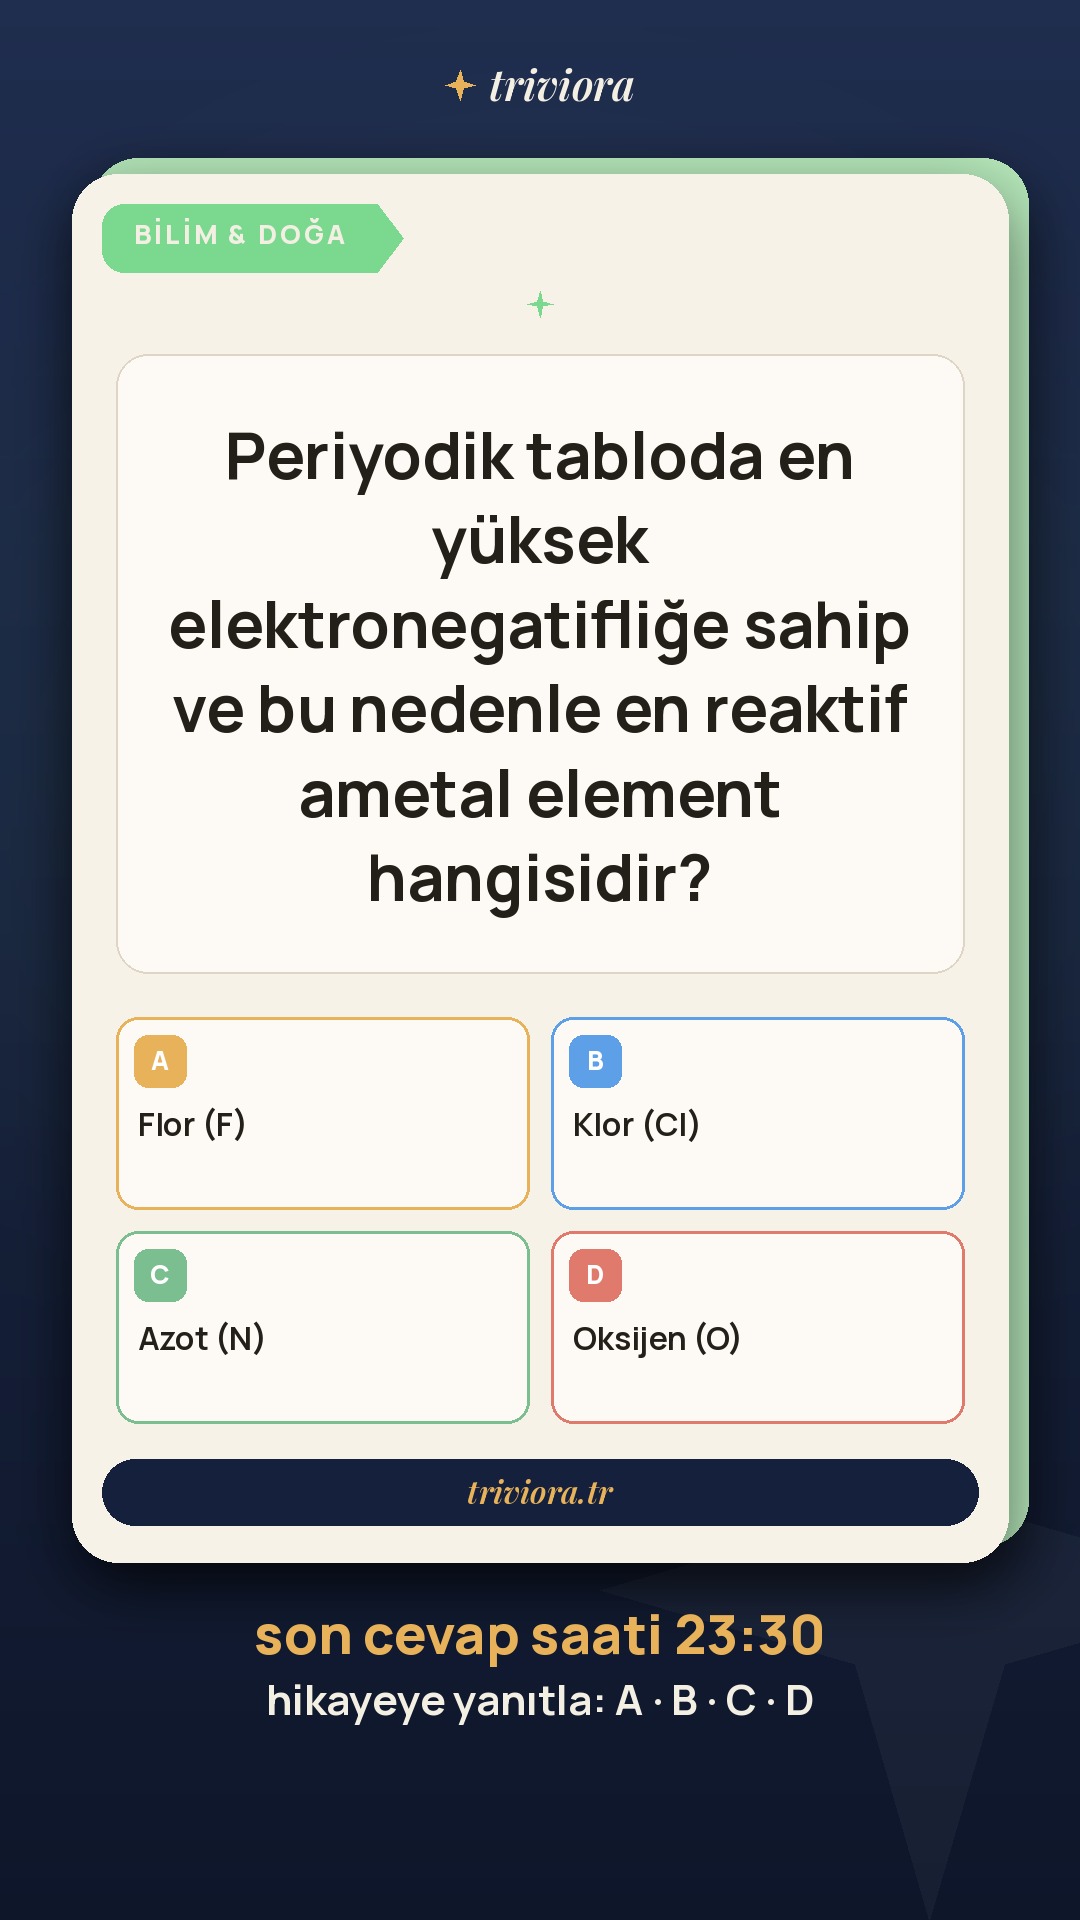 triviora
BİLİM & DOĞA
Periyodik tabloda en
yüksek
elektronegatifliğe sahip
ve bu nedenle en reaktif
ametal element
hangisidir?
A
Flor (F)
B
Klor (Cl)
C
Azot (N)
D
Oksijen (O)
triviora.tr
son cevap saati 23:30
hikayeye yanıtla: A · B · C · D